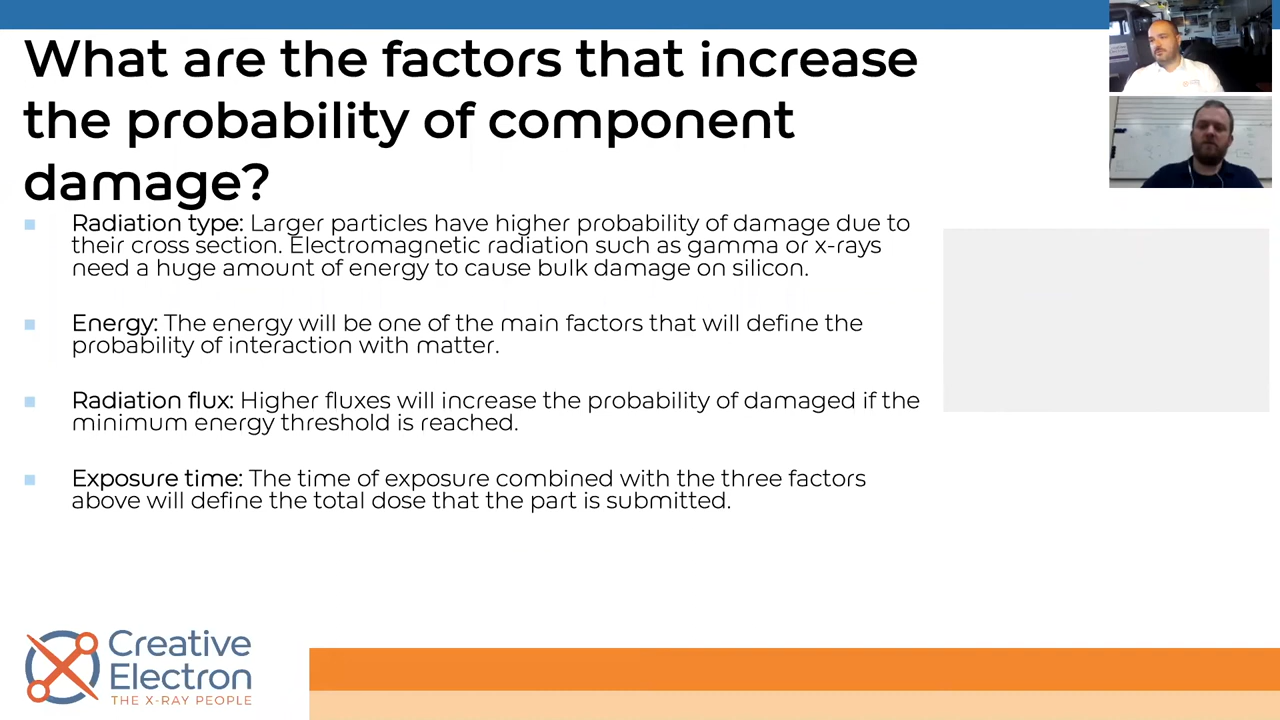 What are the factors that increase
the probability of component
damage?
Radiation type: Larger particles have higher probability of damage due to
their cross section. Electromagnetic radiation such as gamma or x-rays
need a huge amount of energy to cause bulk damage on silicon.
Energy: The energy will be one of the main factors that will define the
probability of interaction with matter.
Radiation flux: Higher fluxes will increase the probability of damaged if the
minimum energy threshold is reached.
Exposure time: The time of exposure combined with the three factors
above will define the total dose that the part is submitted.
Creative
Electron
THE X-RAY PEOPLE